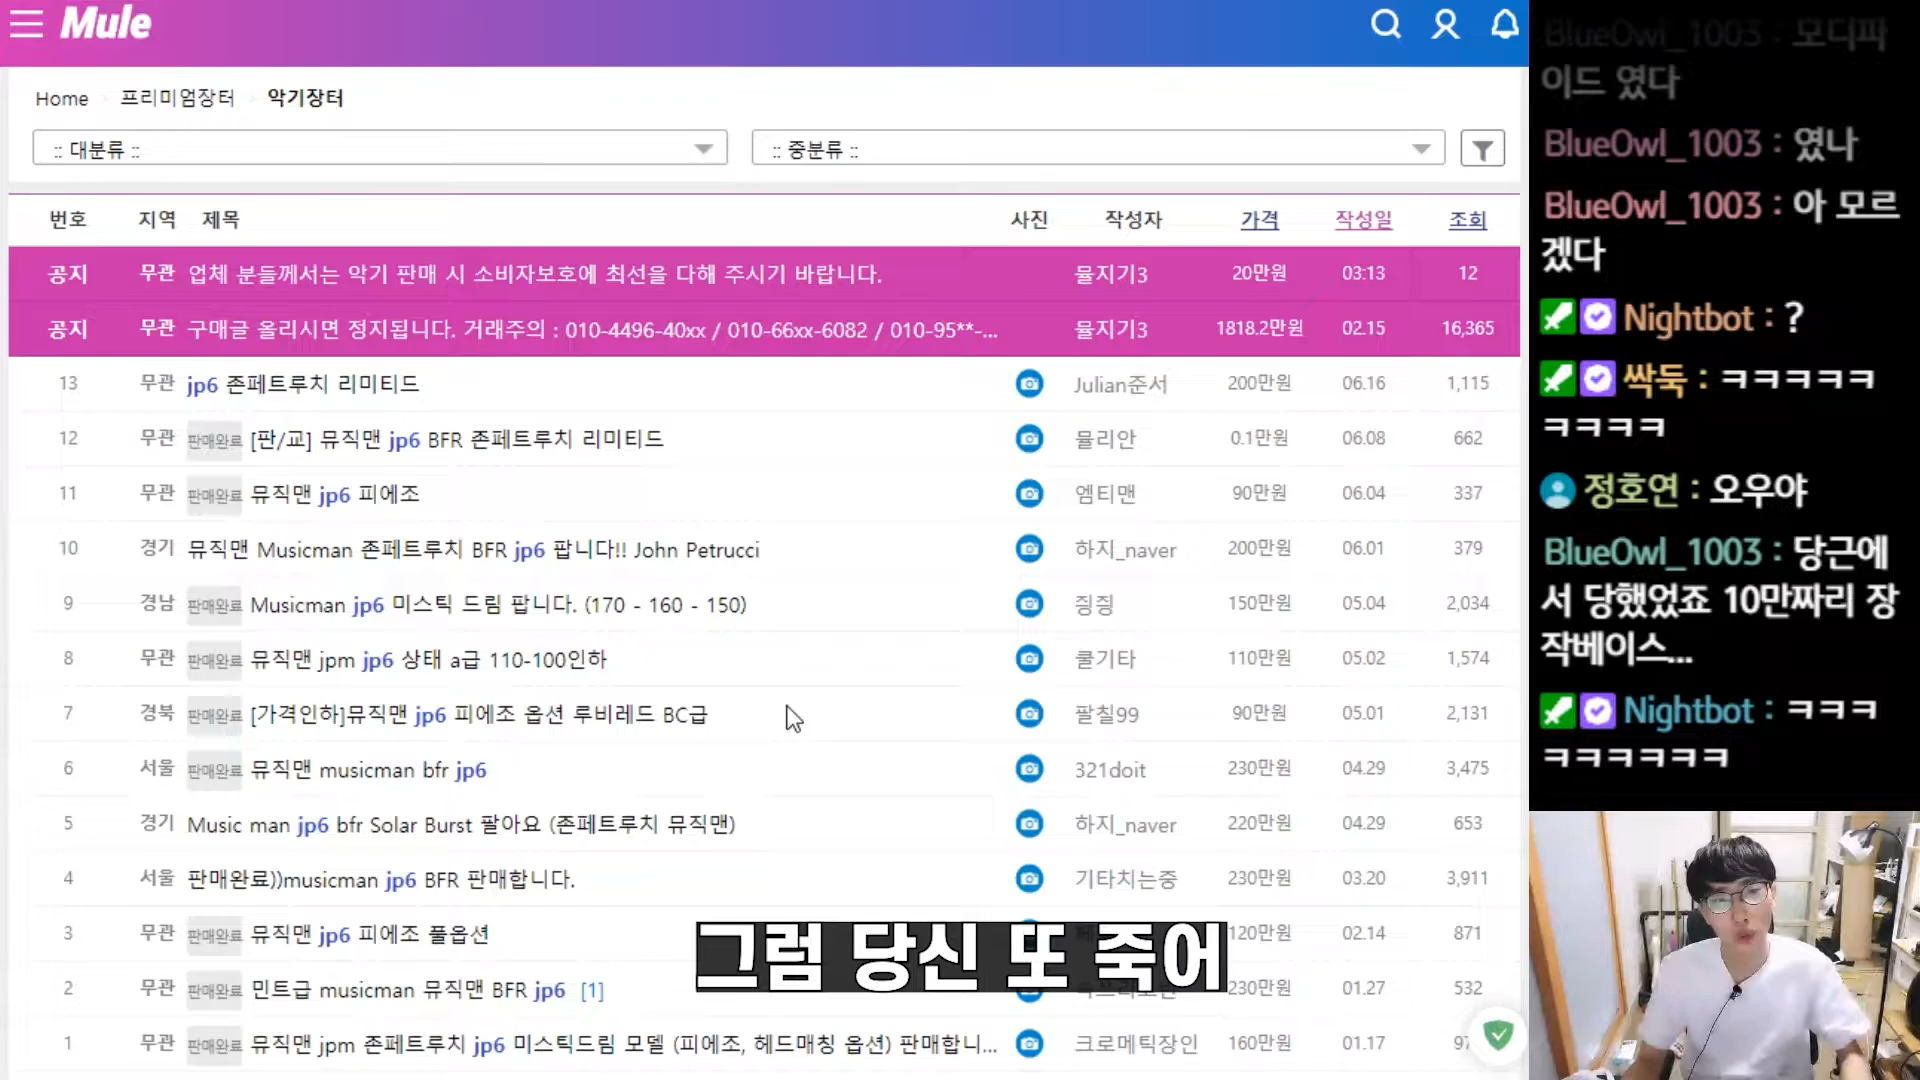 Mule
Home 프리미엄장터 악기장터
:: 대분류 :: :: 중분류 ::
번호 지역 제목 사진 작성자 가격 작성일 조회
공지 무관 업체 분들께서는 악기 판매 시 소비자보호에 최선을 다해 주시기 바랍니다. 뮬지기3 20만원 03:13 12
공지 무관 구매글 올리시면 정지됩니다. 거래주의 : 010-4496-40xx / 010-66xx-6082 / 010-95**-... 뮬지기3 1818.2만원 02.15 16,365
13 무관 jp6 존페트루치 리미티드 Julian준서 200만원 06.16 1,115
12 무관 판매완료 [판/교] 뮤직맨 jp6 BFR 존페트루치 리미티드 뮬리안 0.1만원 06.08 662
11 무관 판매완료 뮤직맨 jp6 피에조 엠티맨 90만원 06.04 337
10 경기 뮤직맨 Musicman 존페트루치 BFR jp6 팝니다!! John Petrucci 하지_naver 200만원 06.01 379
9 경남 판매완료 Musicman jp6 미스틱 드림 팝니다. (170 - 160 - 150) 징징 150만원 05.04 2,034
8 무관 판매완료 뮤직맨 jpm jp6 상태 a급 110-100인하 쿨기타 110만원 05.02 1,574
7 경북 판매완료 [가격인하]뮤직맨 jp6 피에조 옵션 루비레드 BC급 팔칠99 90만원 05.01 2,131
6 서울 판매완료 뮤직맨 musicman bfr jp6 321doit 230만원 04.29 3,475
5 경기 Music man jp6 bfr Solar Burst 팔아요 (존페트루치 뮤직맨) 하지_naver 220만원 04.29 653
4 서울 판매완료))musicman jp6 BFR 판매합니다. 기타치는중 230만원 03.20 3,911
3 무관 판매완료 뮤직맨 jp6 피에조 풀옵션 120만원 02.14 871
2 무관 판매완료 민트급 musicman 뮤직맨 BFR jp6 [1] 230만원 01.27 532
1 무관 판매완료 뮤직맨 jpm 존페트루치 jp6 미스틱드림 모델 (피에조, 헤드매칭 옵션) 판매합니... 크로메틱장인 160만원 01.17
그럼 당신 또 죽어
BlueOwl_1003 : 모디파
이드 였다
BlueOwl_1003 : 였나
BlueOwl_1003 : 아 모르
겠다
Nightbot : ?
싹둑 : ㅋㅋㅋㅋㅋ
ㅋㅋㅋㅋ
정호연 : 오우야
BlueOwl_1003 : 당근에
서 당했었죠 10만짜리 장
작베이스...
Nightbot : ㅋㅋㅋ
ㅋㅋㅋㅋㅋㅋ